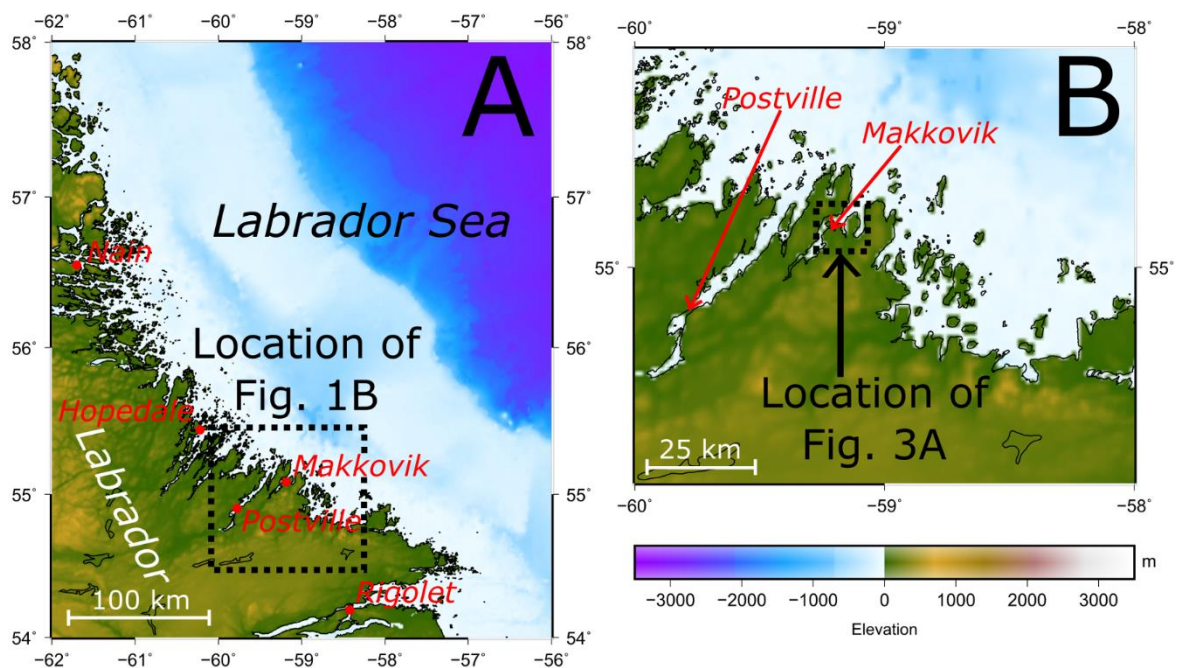 −62˚ −61˚ −60˚ −59˚ −58˚ −57˚ −56˚
58˚ 58˚
A
57˚ 57˚
Labrador Sea
Nain
56˚ 56˚
Location of
Fig. 1B
Hopedale
Labrador
Makkovik
55˚ 55˚
Postville
100 km
Rigolet
54˚ 54˚
−62˚ −61˚ −60˚ −59˚ −58˚ −57˚ −56˚
−60˚ −59˚ −58˚
B
Postville
Makkovik
55˚ 55˚
Location of
Fig. 3A
25 km
−60˚ −59˚ −58˚
m
−3000 −2000 −1000 0 1000 2000 3000
Elevation